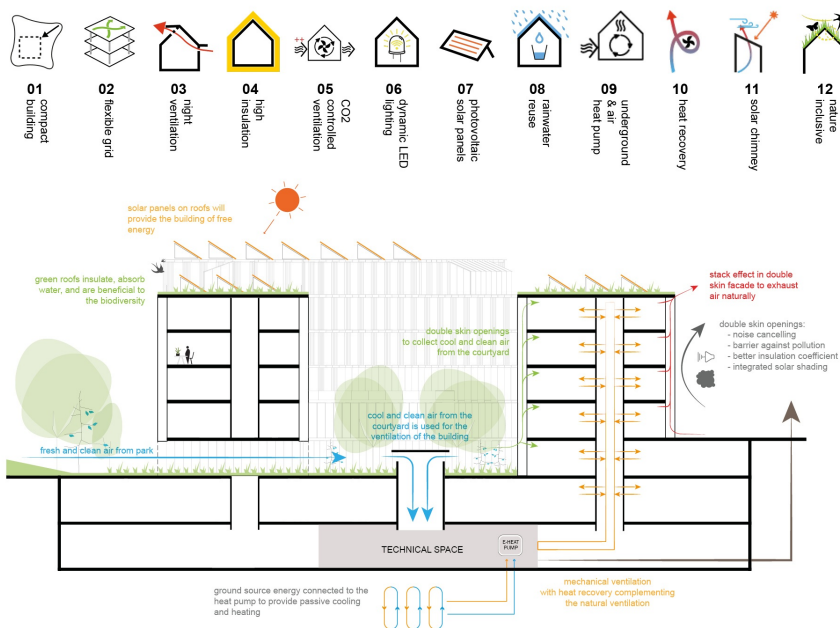 01
compact
building
02
flexible grid
03
night
ventilation
04
high
insulation
05
CO2
controlled
ventilation
06
dynamic LED
lighting
07
photovoltaic
solar panels
08
rainwater
reuse
09
underground
& air
heat pump
10
heat recovery
11
solar chimney
12
nature
inclusive
solar panels on roofs will
provide the building of free
energy
green roofs insulate, absorb
water, and are beneficial to
the biodiversity
stack effect in double
skin facade to exhaust
air naturally
double skin openings
to collect cool and clean air
from the courtyard
double skin openings:
- noise cancelling
- barrier against pollution
- better insulation coefficient
- integrated solar shading
cool and clean air from the
courtyard is used for the
ventilation of the building
fresh and clean air from park
TECHNICAL SPACE
E-HEAT
PUMP
ground source energy connected to the
heat pump to provide passive cooling
and heating
mechanical ventilation
with heat recovery complementing
the natural ventilation